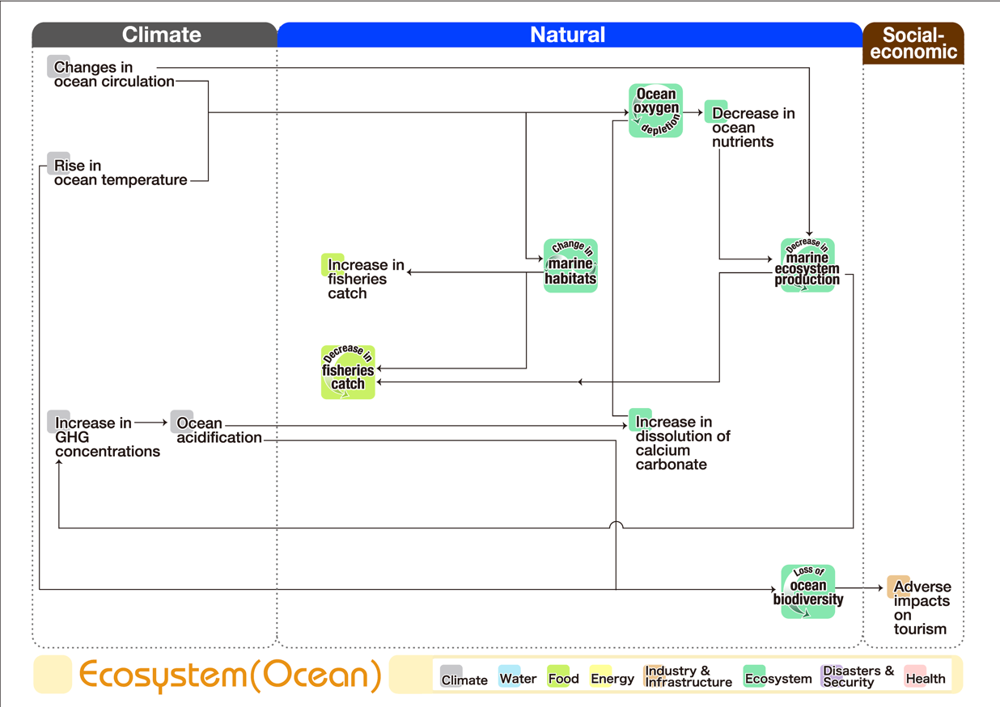 Climate
Natural
Social-
economic
Changes in
ocean circulation
Rise in
ocean temperature
Ocean
oxygen
depletion
Decrease in
ocean
nutrients
Change in
marine
habitats
Increase in
fisheries
catch
Decrease in
marine
ecosystem
production
Decrease in
fisheries
catch
Increase in
GHG
concentrations
Ocean
acidification
Increase in
dissolution of
calcium
carbonate
Loss of
ocean
biodiversity
Adverse
impacts
on
tourism
Ecosystem(Ocean)
Climate
Water
Food
Energy
Industry &
Infrastructure
Ecosystem
Disasters &
Security
Health